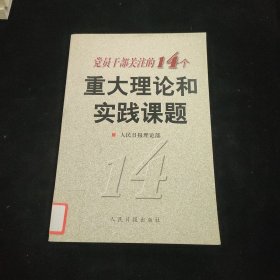 党员干部关注的14个
重大理论和
实践课题
人民日报理论部
14
人民日报出版社